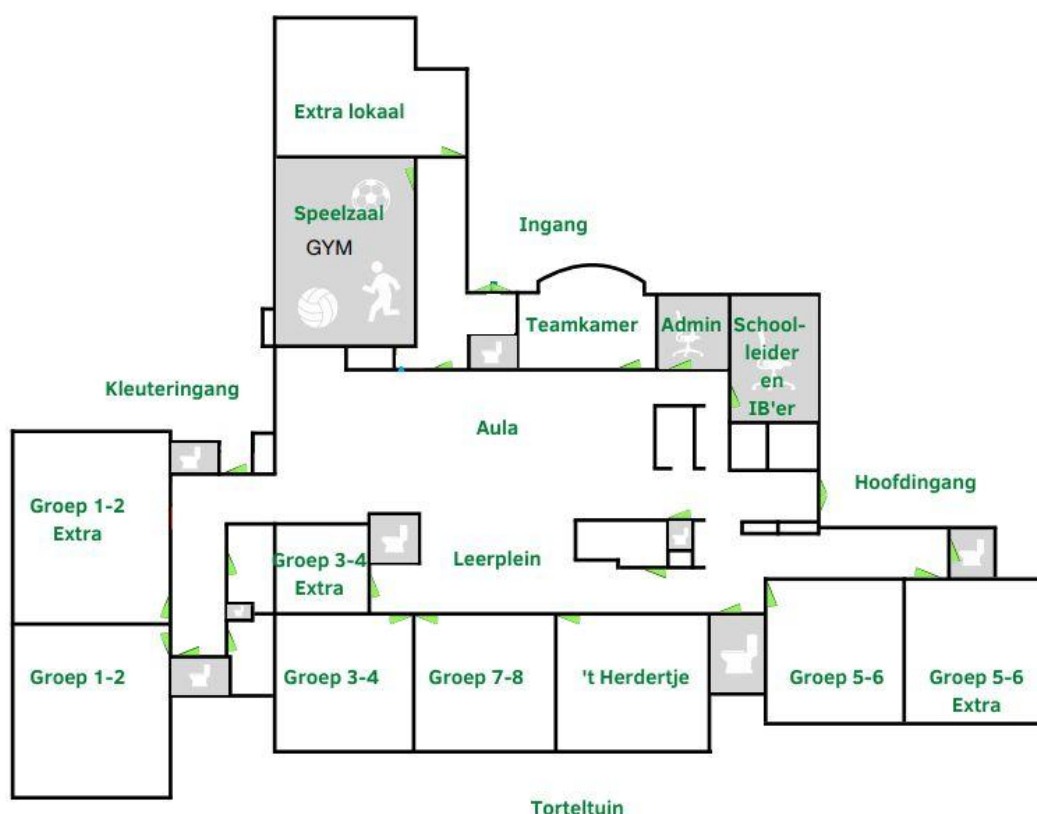 Extra lokaal
Speelzaal
GYM
Ingang
Teamkamer
Admin
School-
leider
en
IB'er
Kleuteringang
Aula
Hoofdingang
Groep 1-2
Extra
Groep 3-4
Extra
Leerplein
Groep 1-2
Groep 3-4
Groep 7-8
't Herdertje
Groep 5-6
Groep 5-6
Extra
Torteltuin